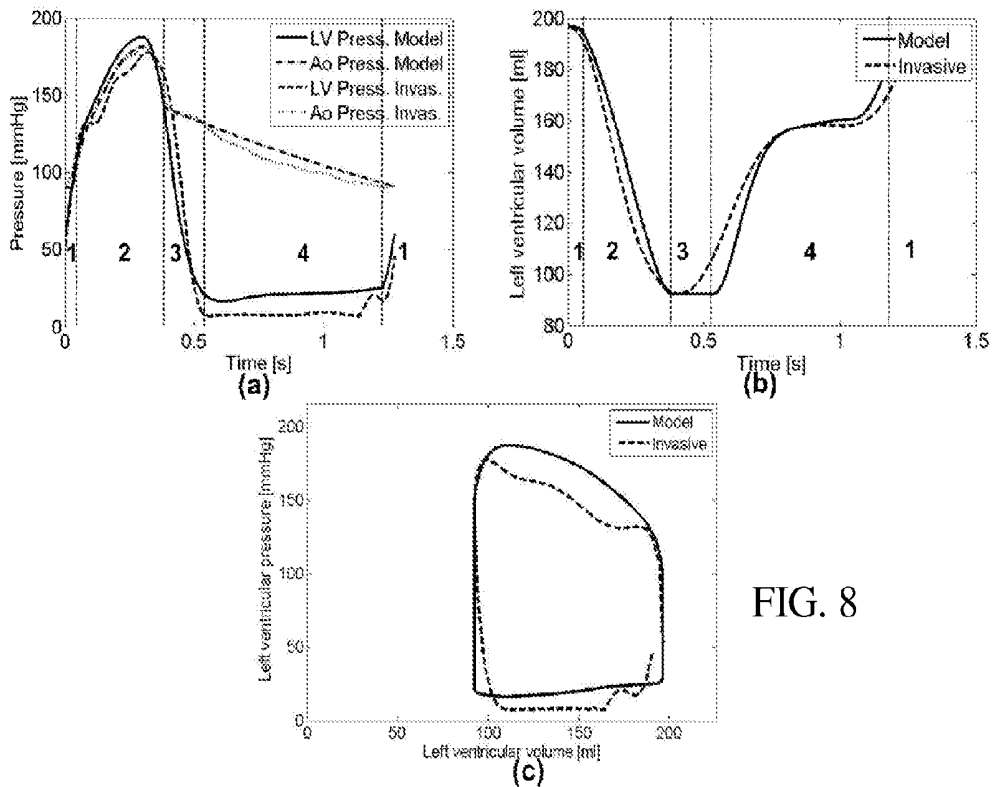 200
150
100
50
0
Pressure [mmHg]
LV Press. Model
Ao Press. Model
LV Press. Invas.
Ao Press. Invas.
1
2
3
4
1
0
0.5
1
1.5
Time [s]
(a)
200
180
160
140
120
100
80
Left ventricular volume [ml]
Model
Invasive
1
2
3
4
1
0
0.5
1
1.5
Time [s]
(b)
200
150
100
50
0
Left ventricular pressure [mmHg]
Model
Invasive
0
50
100
150
200
Left ventricular volume [ml]
(c)
FIG. 8